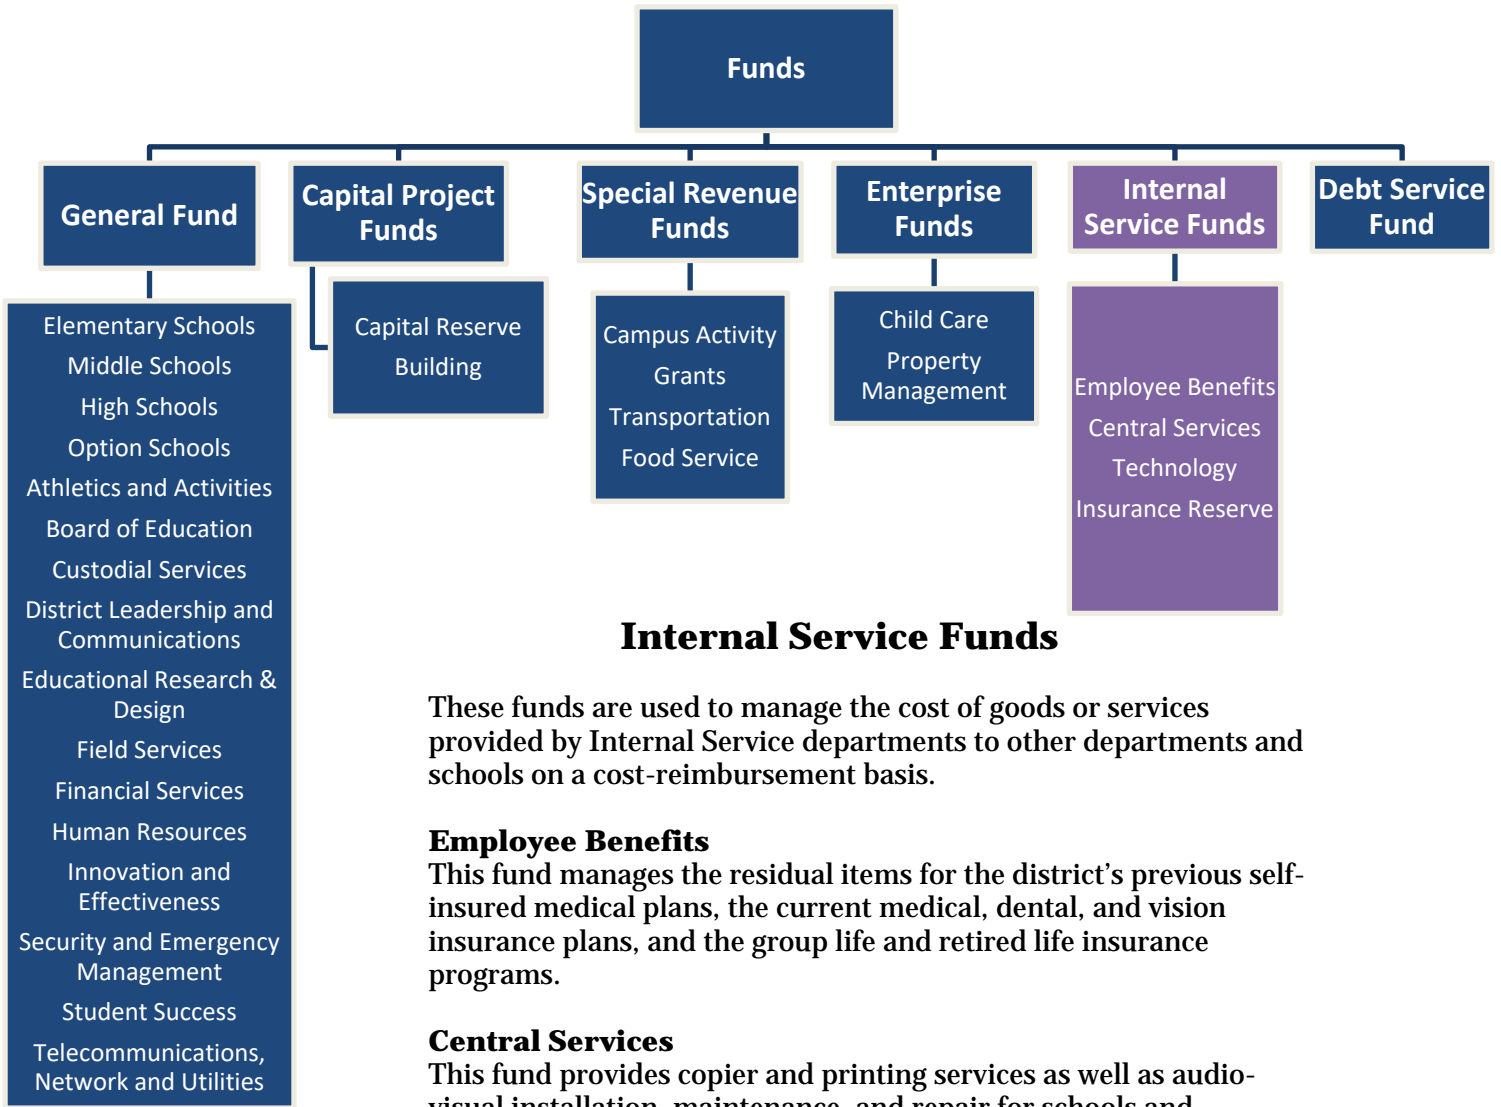 Funds
General Fund
Capital Project
Funds
Special Revenue
Funds
Enterprise
Funds
Internal
Service Funds
Debt Service
Fund
Elementary Schools
Middle Schools
High Schools
Option Schools
Athletics and Activities
Board of Education
Custodial Services
District Leadership and
Communications
Educational Research &
Design
Field Services
Financial Services
Human Resources
Innovation and
Effectiveness
Security and Emergency
Management
Student Success
Telecommunications,
Network and Utilities
Capital Reserve
Building
Campus Activity
Grants
Transportation
Food Service
Child Care
Property
Management
Employee Benefits
Central Services
Technology
Insurance Reserve
Internal Service Funds
These funds are used to manage the cost of goods or services
provided by Internal Service departments to other departments and
schools on a cost-reimbursement basis.
Employee Benefits
This fund manages the residual items for the district’s previous self-
insured medical plans, the current medical, dental, and vision
insurance plans, and the group life and retired life insurance
programs.
Central Services
This fund provides copier and printing services as well as audio-
visual installation, maintenance, and repair for schools and